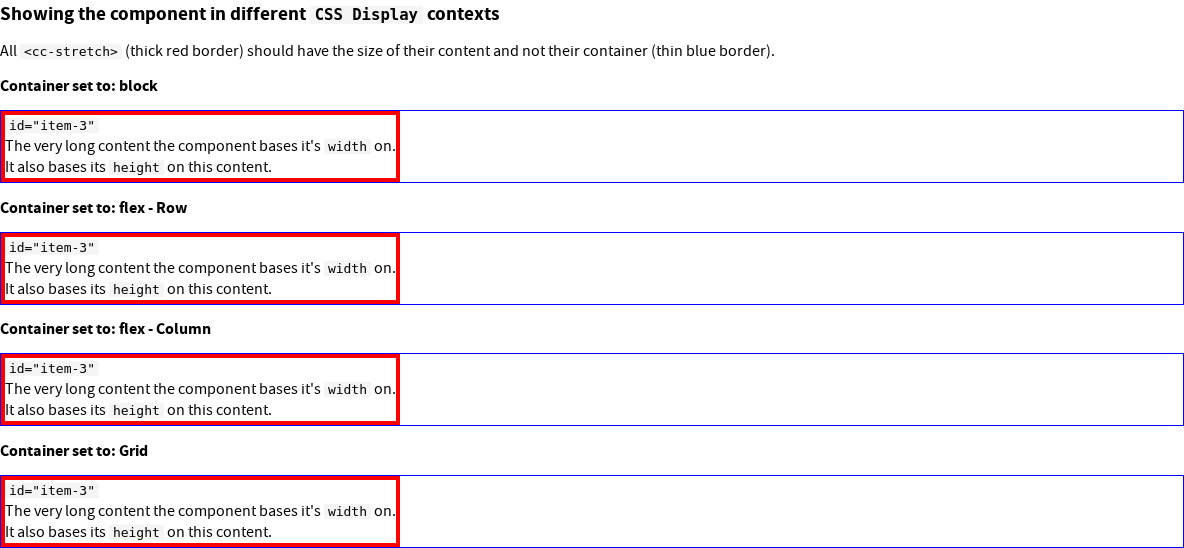 Showing the component in different CSS Display contexts
All <cc-stretch> (thick red border) should have the size of their content and not their container (thin blue border).
Container set to: block
id="item-3"
The very long content the component bases it's width on.
It also bases its height on this content.
Container set to: flex - Row
id="item-3"
The very long content the component bases it's width on.
It also bases its height on this content.
Container set to: flex - Column
id="item-3"
The very long content the component bases it's width on.
It also bases its height on this content.
Container set to: Grid
id="item-3"
The very long content the component bases it's width on.
It also bases its height on this content.